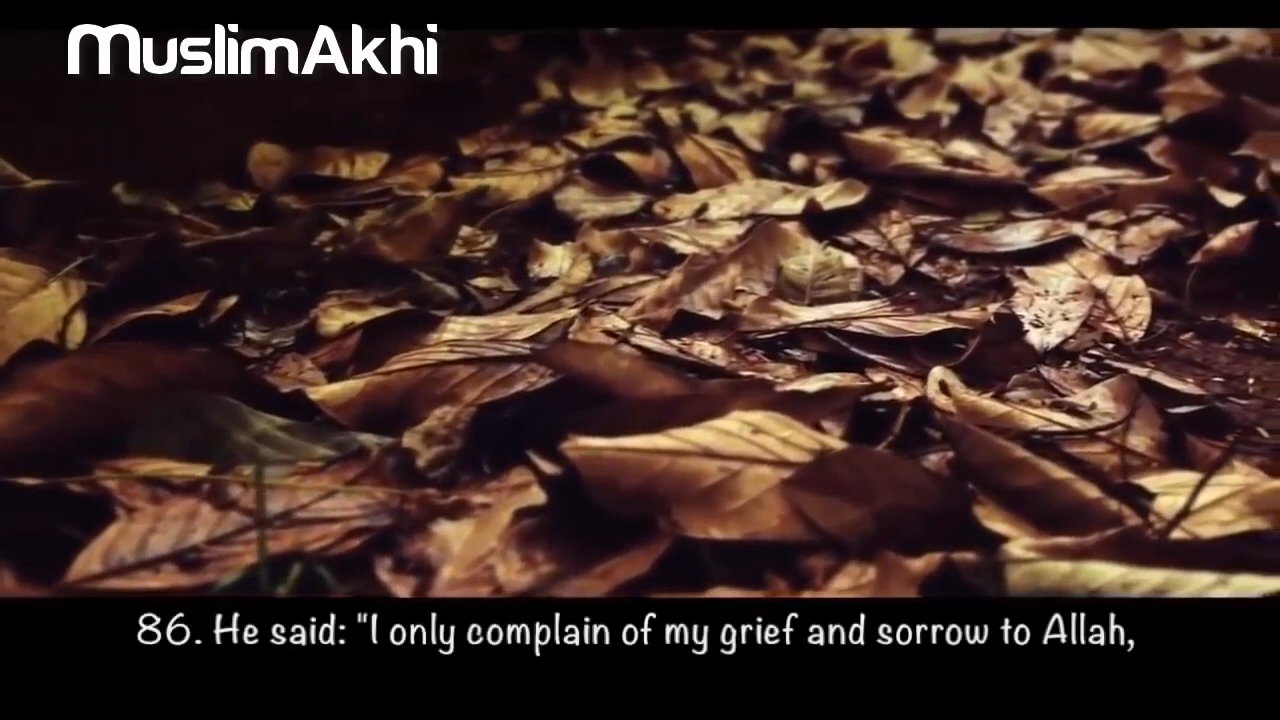 MuslimAkhi
86. He said: "I only complain of my grief and sorrow to Allah,